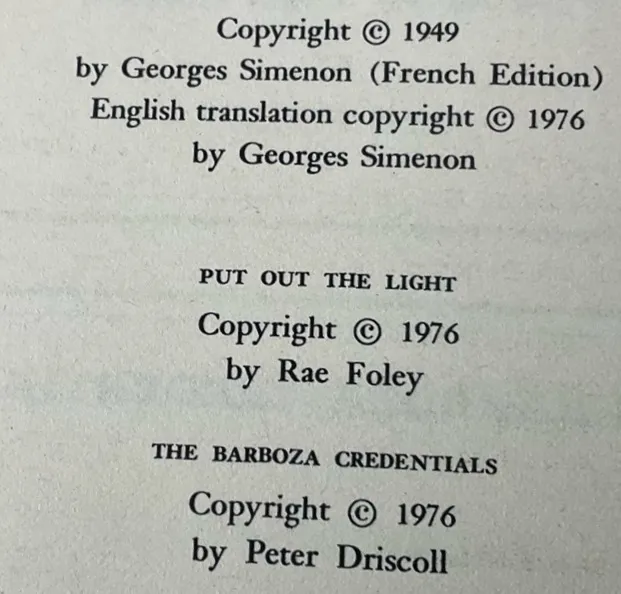 Copyright © 1949
by Georges Simenon (French Edition)
English translation copyright © 1976
by Georges Simenon
PUT OUT THE LIGHT
Copyright © 1976
by Rae Foley
THE BARBOZA CREDENTIALS
Copyright © 1976
by Peter Driscoll